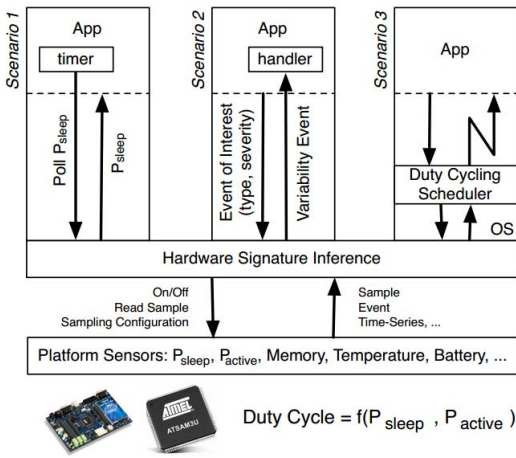 Scenario 1
App
timer
Poll Psleep
Psleep
Scenario 2
App
handler
Event of Interest
(type, severity)
Variability Event
Scenario 3
App
Duty Cycling
Scheduler
OS
Hardware Signature Inference
On/Off
Read Sample
Sampling Configuration
Sample
Event
Time-Series, ...
Platform Sensors: Psleep, Pactive, Memory, Temperature, Battery, ...
ATMEL
ATSAM3U
Duty Cycle = f(Psleep , Pactive )